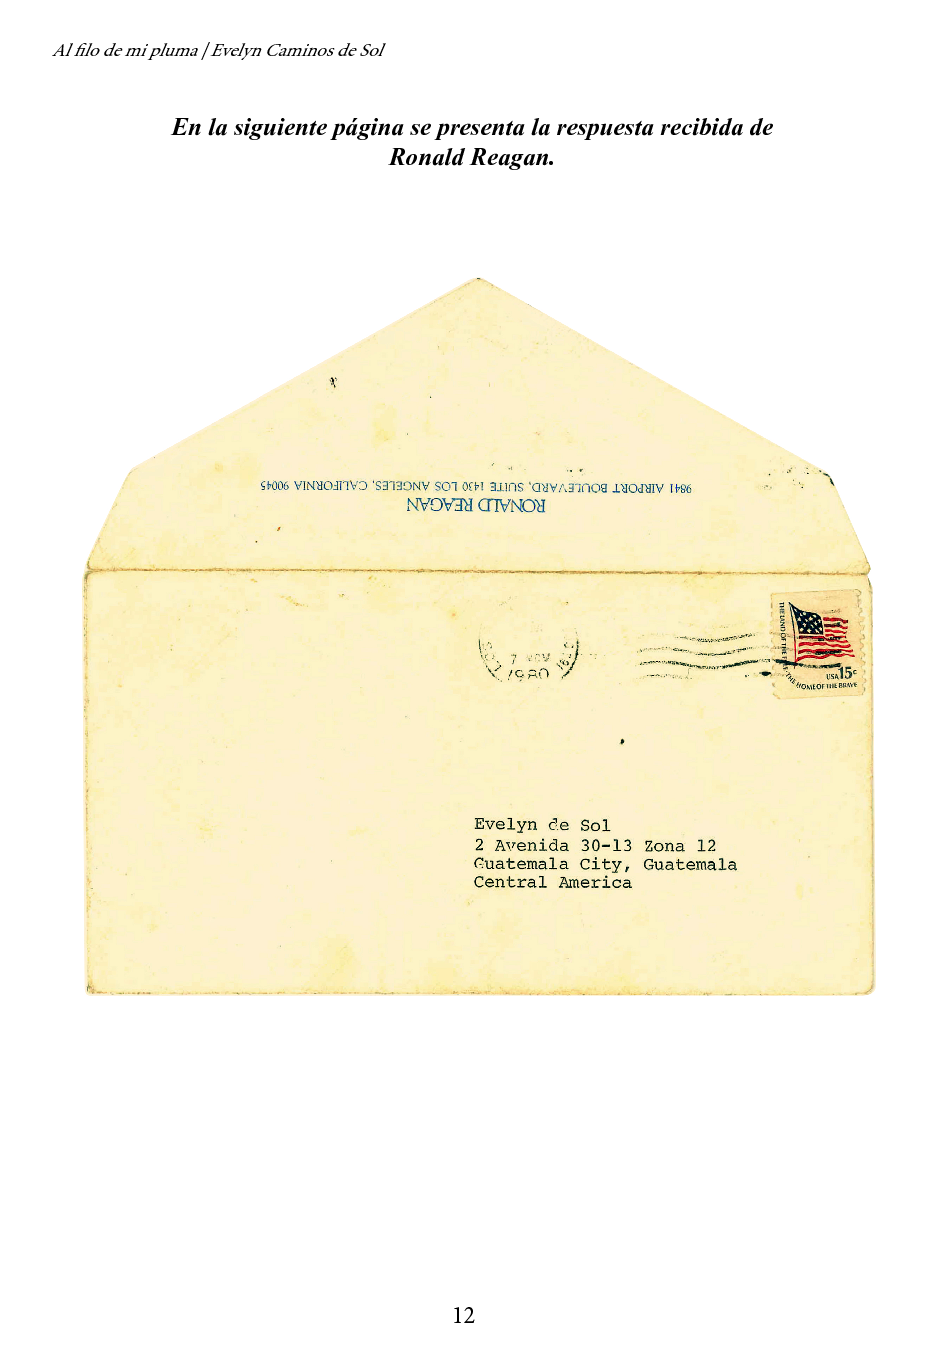 Al filo de mi pluma | Evelyn Caminos de Sol
En la siguiente página se presenta la respuesta recibida de
Ronald Reagan.
RONALD REAGAN
9841 AIRPORT BOULEVARD, SUITE 1430 LOS ANGELES, CALIFORNIA 90045
7 NOV
1980
THE LAND OF THE FREE THE HOME OF THE BRAVE
USA 15c
Evelyn de Sol
2 Avenida 30-13 Zona 12
Guatemala City, Guatemala
Central America
12